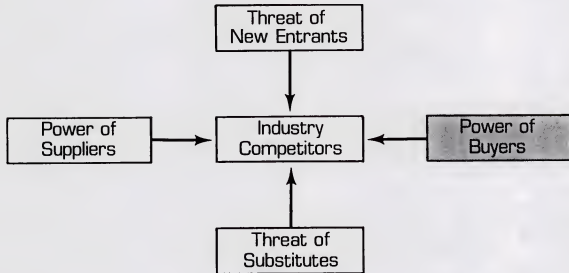 Threat of
New Entrants
Power of
Suppliers
Industry
Competitors
Power of
Buyers
Threat of
Substitutes